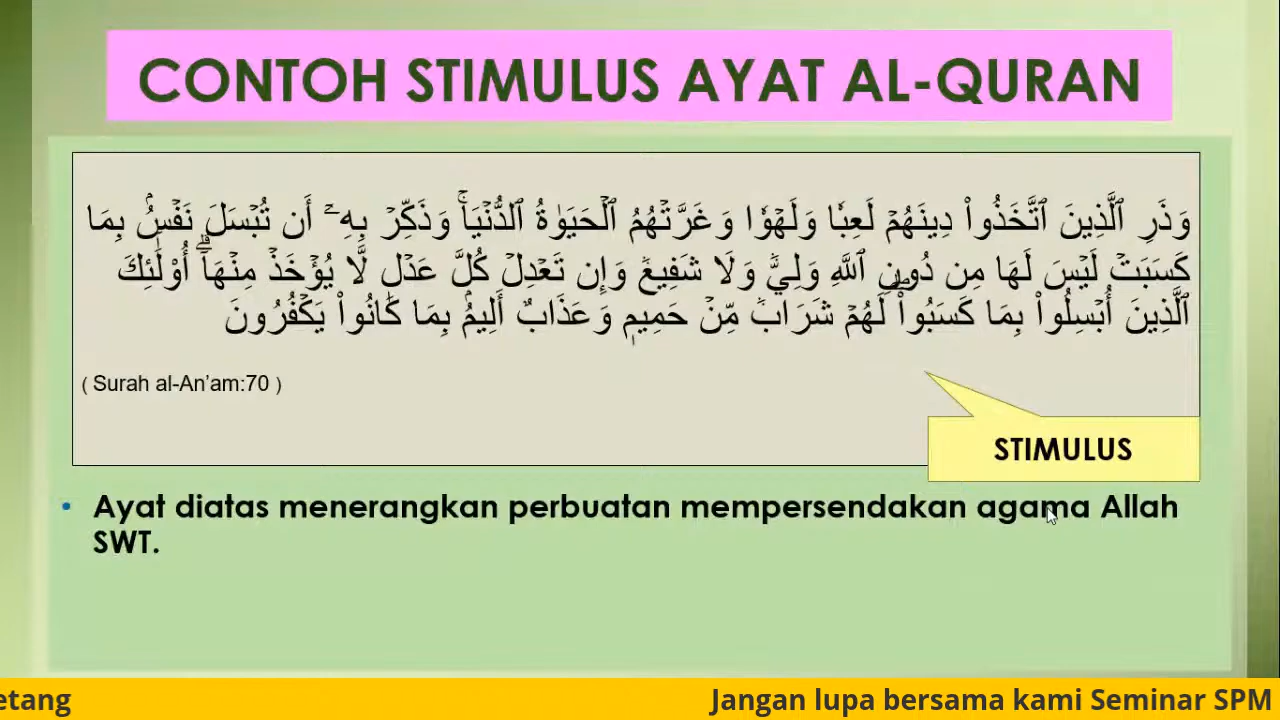 CONTOH STIMULUS AYAT AL-QURAN
وَذَرِ ٱلَّذِينَ ٱتَّخَذُواْ دِينَهُمۡ لَعِبٗا وَلَهۡوٗا وَغَرَّتۡهُمُ ٱلۡحَيَوٰةُ ٱلدُّنۡيَاۚ وَذَكِّرۡ بِهِۦٓ أَن تُبۡسَلَ نَفۡسُۢ بِمَا
كَسَبَتۡ لَيۡسَ لَهَا مِن دُونِ ٱللَّهِ وَلِيّٞ وَلَا شَفِيعٞ وَإِن تَعۡدِلۡ كُلَّ عَدۡلٖ لَّا يُؤۡخَذۡ مِنۡهَآۗ أُوْلَٰٓئِكَ
ٱلَّذِينَ أُبۡسِلُواْ بِمَا كَسَبُواْۖ لَهُمۡ شَرَابٞ مِّنۡ حَمِيمٖ وَعَذَابٌ أَلِيمُۢ بِمَا كَانُواْ يَكۡفُرُونَ
( Surah al-An’am:70 )
STIMULUS
• Ayat diatas menerangkan perbuatan mempersendakan agama Allah
SWT.
etang Jangan lupa bersama kami Seminar SPM